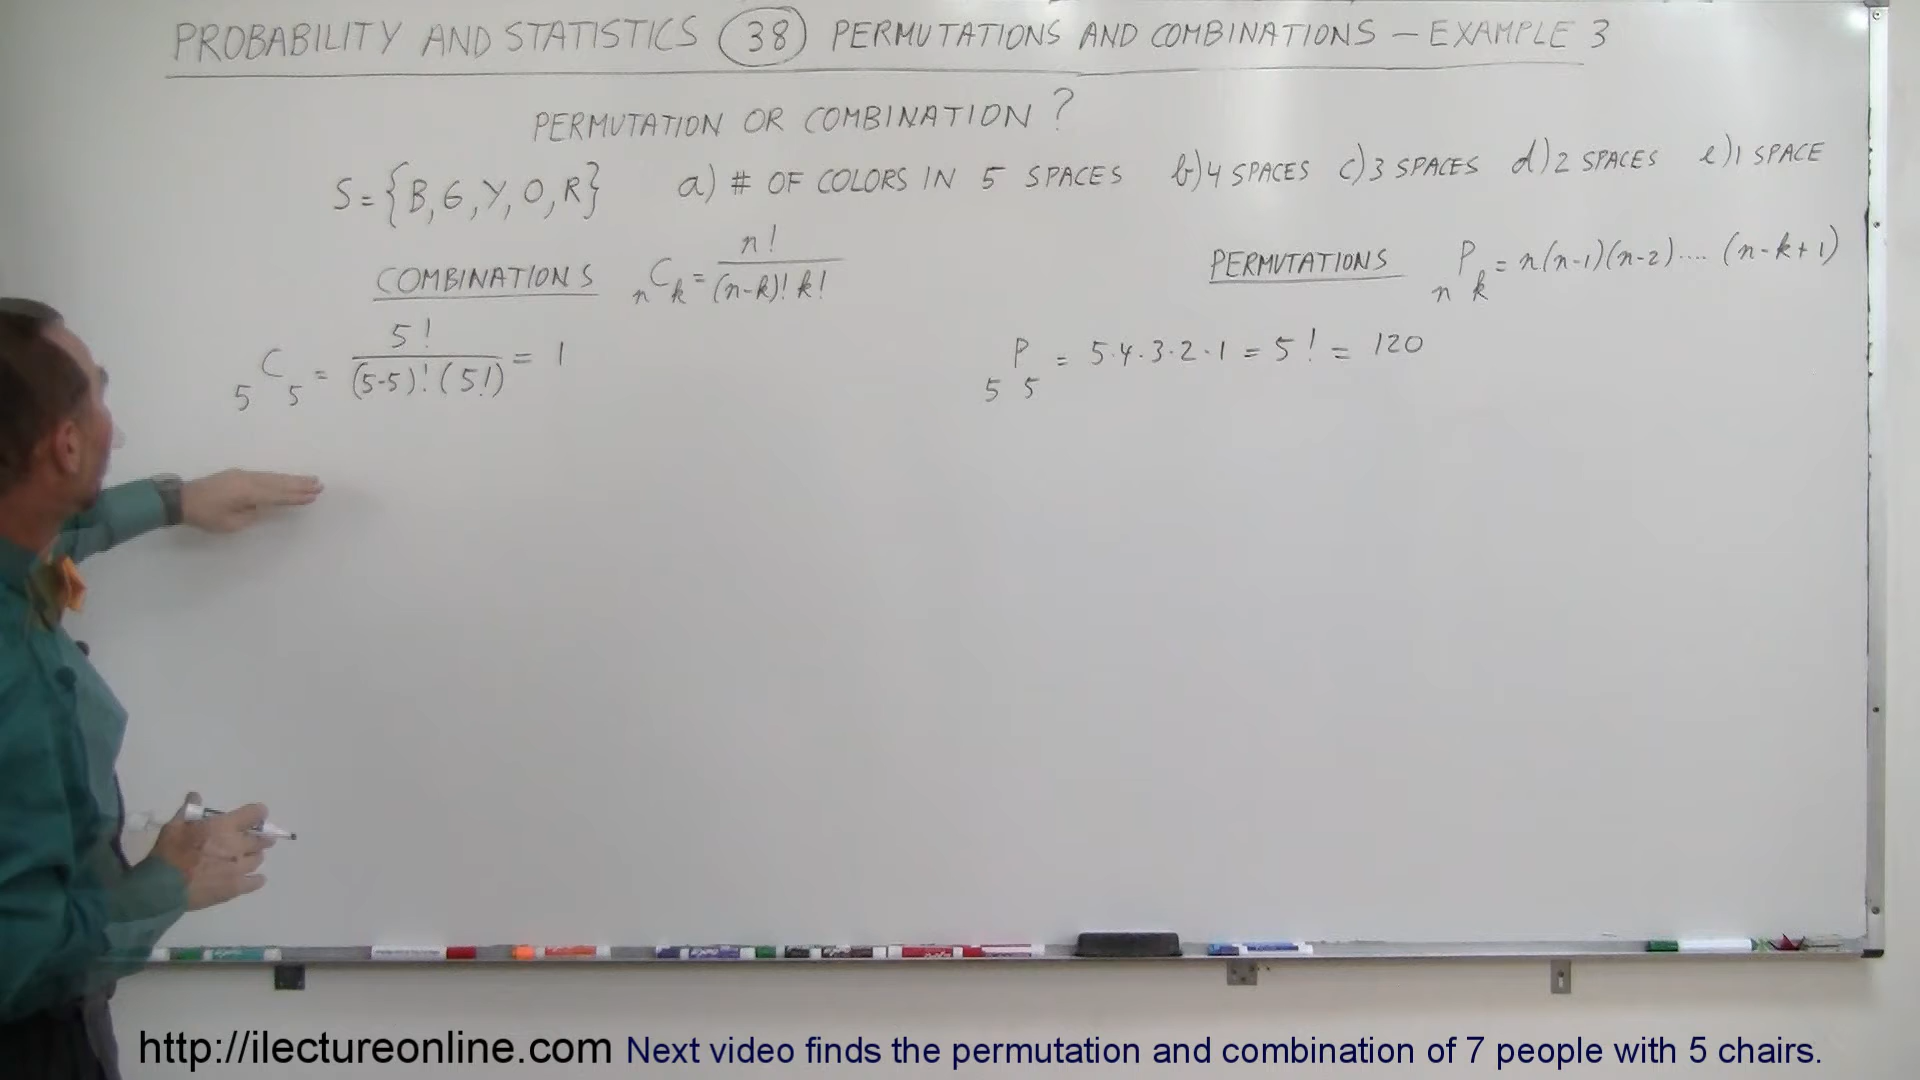 PROBABILITY AND STATISTICS 38 PERMUTATIONS AND COMBINATIONS - EXAMPLE 3
PERMUTATION OR COMBINATION?
S = {B, G, Y, O, R} a) # OF COLORS IN 5 SPACES b) 4 SPACES c) 3 SPACES d) 2 SPACES e) 1 SPACE
COMBINATIONS nCk = n! / (n-k)! k! PERMUTATIONS nPk = n(n-1)(n-2)....(n-k+1)
5C5 = 5! / (5-5)! (5!) = 1 5P5 = 5·4·3·2·1 = 5! = 120
http://ilectureonline.com Next video finds the permutation and combination of 7 people with 5 chairs.